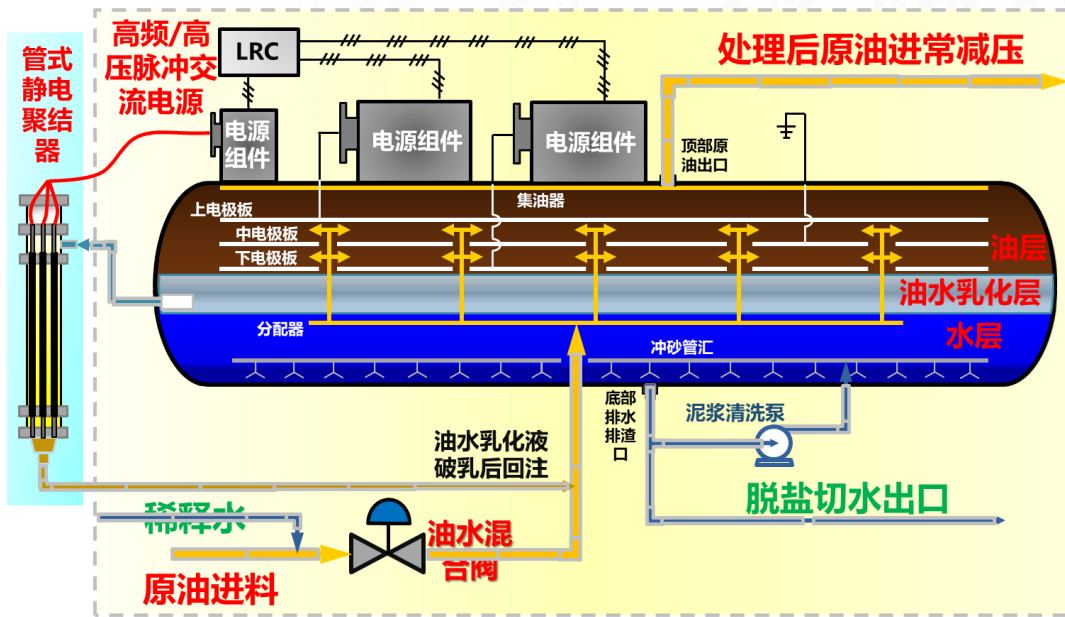 管式
静电
聚结
器
高频/高
压脉冲交
流电源
LRC
电源
组件
电源组件
电源组件
处理后原油进常减压
顶部原
油出口
集油器
上电极板
中电极板
下电极板
油层
油水乳化层
分配器
水层
冲砂管汇
底部
排水
排渣
口
泥浆清洗泵
油水乳化液
破乳后回注
脱盐切水出口
稀释水
油水混
合阀
原油进料